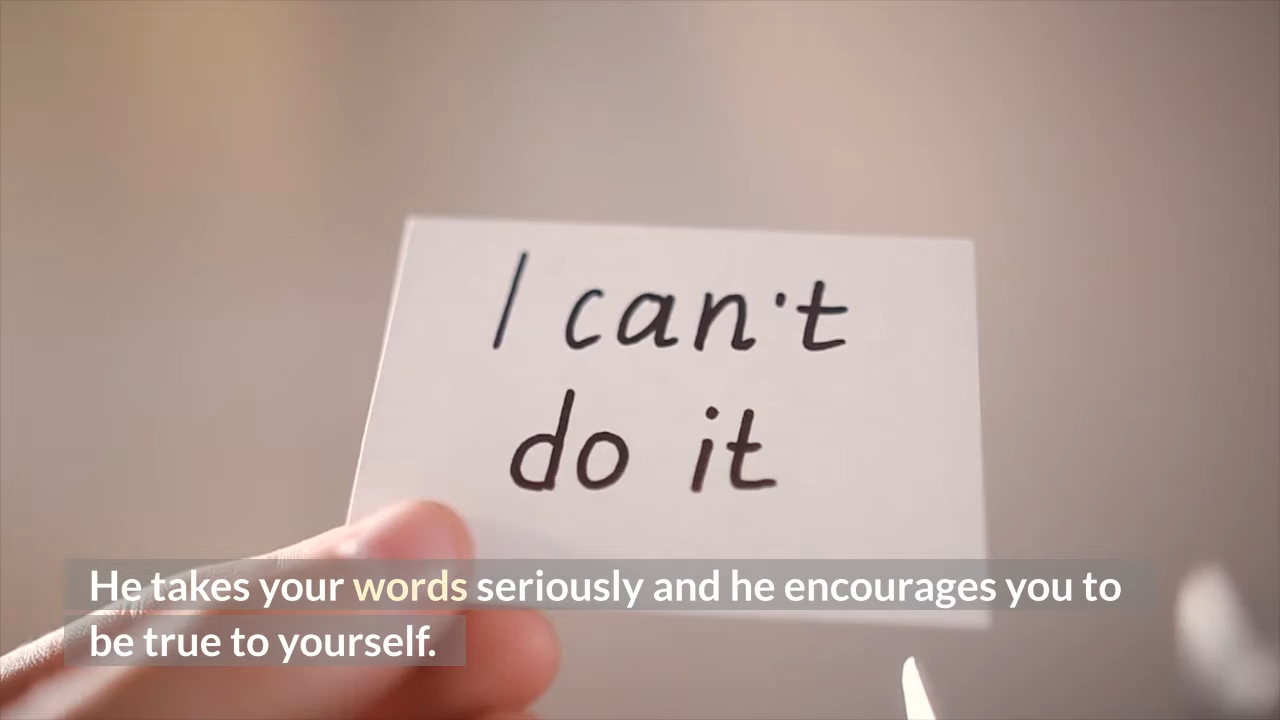 I can't
do it
He takes your words seriously and he encourages you to
be true to yourself.